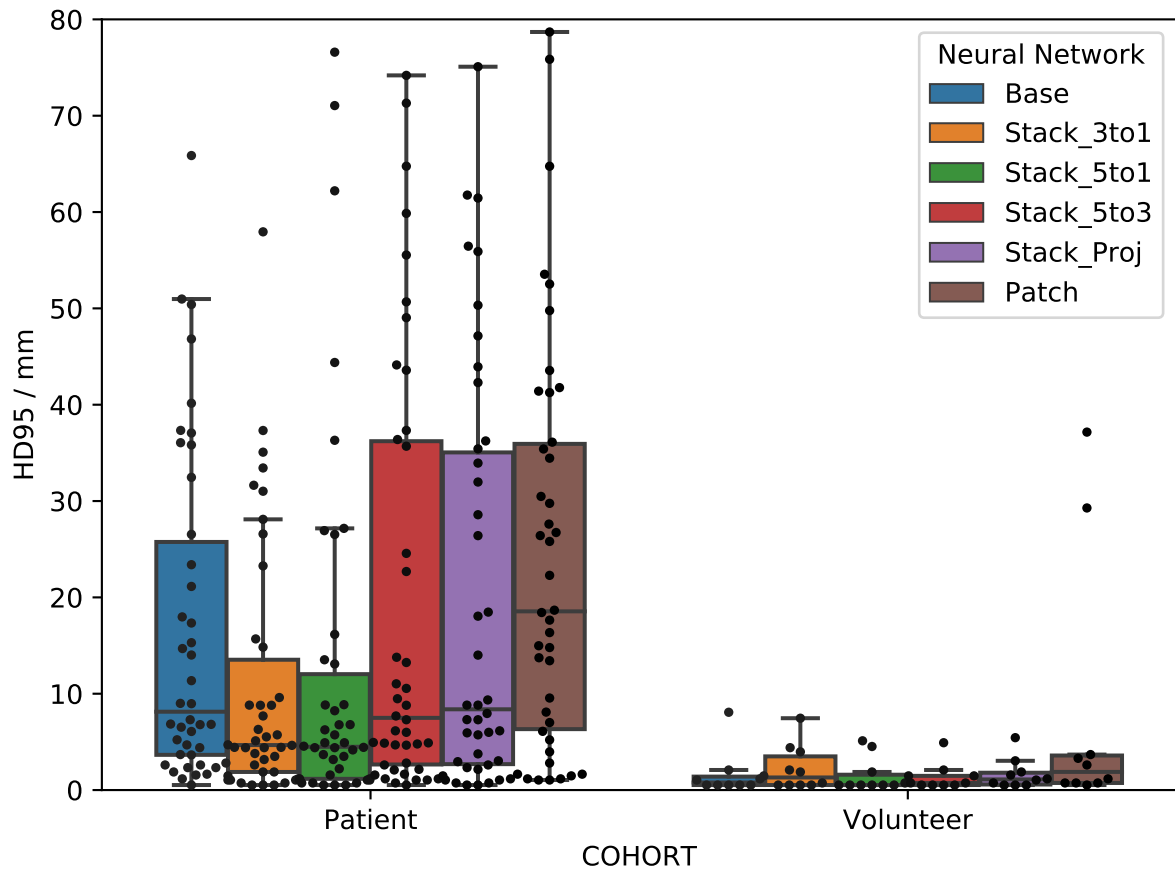 80
70
60
50
40
30
20
10
0
HD95 / mm
Patient
Volunteer
COHORT
Neural Network
Base
Stack_3to1
Stack_5to1
Stack_5to3
Stack_Proj
Patch